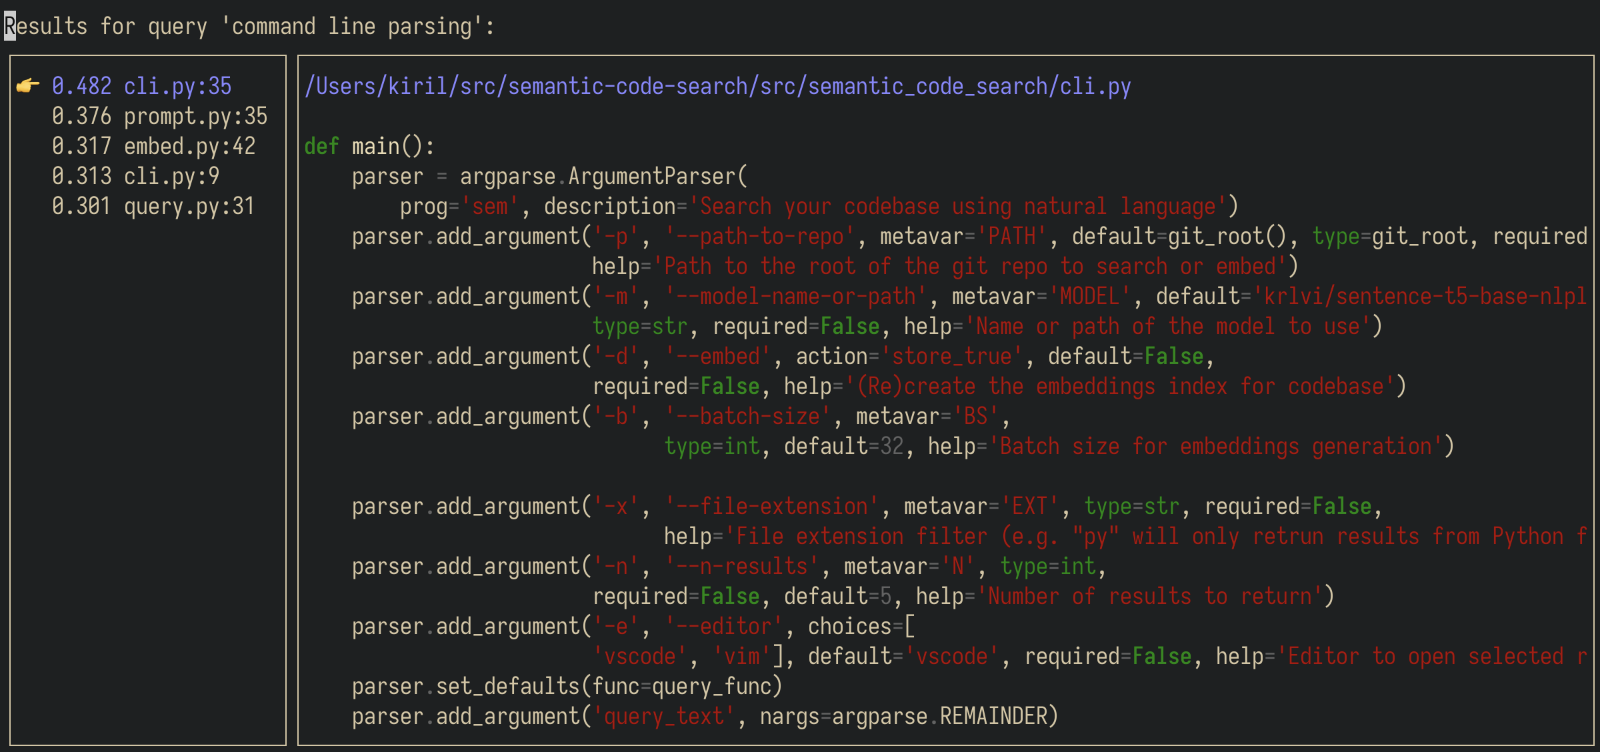 Results for query 'command line parsing':
0.482 cli.py:35
0.376 prompt.py:35
0.317 embed.py:42
0.313 cli.py:9
0.301 query.py:31
/Users/kiril/src/semantic-code-search/src/semantic_code_search/cli.py
def main():
    parser = argparse.ArgumentParser(
        prog='sem', description='Search your codebase using natural language')
    parser.add_argument('-p', '--path-to-repo', metavar='PATH', default=git_root(), type=git_root, required
                        help='Path to the root of the git repo to search or embed')
    parser.add_argument('-m', '--model-name-or-path', metavar='MODEL', default='krlvi/sentence-t5-base-nlpl
                        type=str, required=False, help='Name or path of the model to use')
    parser.add_argument('-d', '--embed', action='store_true', default=False,
                        required=False, help='(Re)create the embeddings index for codebase')
    parser.add_argument('-b', '--batch-size', metavar='BS',
                              type=int, default=32, help='Batch size for embeddings generation')
    parser.add_argument('-x', '--file-extension', metavar='EXT', type=str, required=False,
                              help='File extension filter (e.g. "py" will only retrun results from Python f
    parser.add_argument('-n', '--n-results', metavar='N', type=int,
                        required=False, default=5, help='Number of results to return')
    parser.add_argument('-e', '--editor', choices=[
                        'vscode', 'vim'], default='vscode', required=False, help='Editor to open selected r
    parser.set_defaults(func=query_func)
    parser.add_argument('query_text', nargs=argparse.REMAINDER)